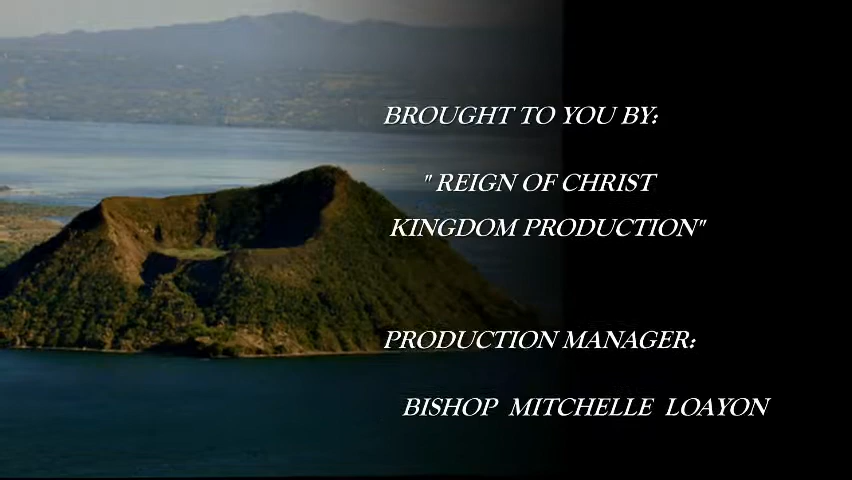 BROUGHT TO YOU BY:
" REIGN OF CHRIST
KINGDOM PRODUCTION"
PRODUCTION MANAGER:
BISHOP MITCHELLE LOAYON